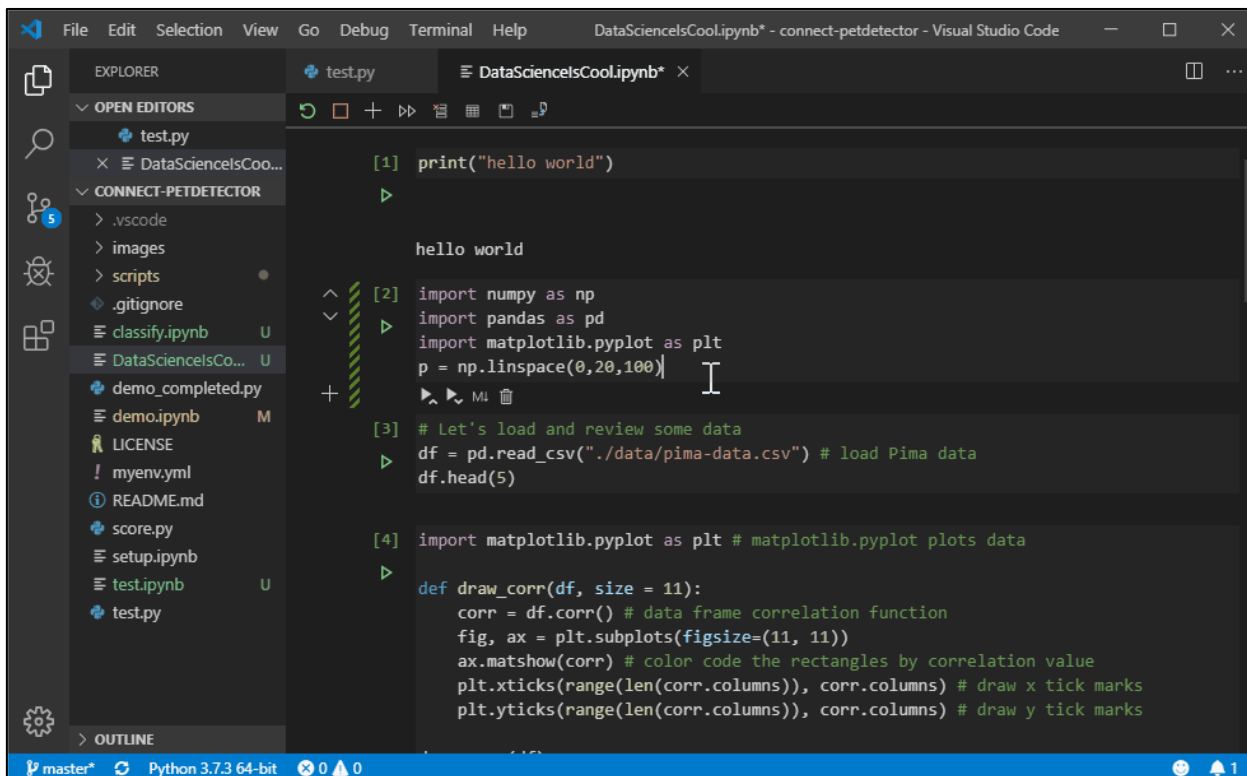 File Edit Selection View Go Debug Terminal Help DataScienceIsCool.ipynb* - connect-petdetector - Visual Studio Code
EXPLORER
OPEN EDITORS
test.py
DataScienceIsCoo...
CONNECT-PETDETECTOR
.vscode
images
scripts
.gitignore
classify.ipynb U
DataScienceIsCo... U
demo_completed.py
demo.ipynb M
LICENSE
myenv.yml
README.md
score.py
setup.ipynb
test.ipynb U
test.py
OUTLINE
5
test.py DataScienceIsCool.ipynb*
[1] print("hello world")
hello world
[2] import numpy as np
import pandas as pd
import matplotlib.pyplot as plt
p = np.linspace(0,20,100)
M↓
[3] # Let's load and review some data
df = pd.read_csv("./data/pima-data.csv") # load Pima data
df.head(5)
[4] import matplotlib.pyplot as plt # matplotlib.pyplot plots data
def draw_corr(df, size = 11):
corr = df.corr() # data frame correlation function
fig, ax = plt.subplots(figsize=(11, 11))
ax.matshow(corr) # color code the rectangles by correlation value
plt.xticks(range(len(corr.columns)), corr.columns) # draw x tick marks
plt.yticks(range(len(corr.columns)), corr.columns) # draw y tick marks
master* Python 3.7.3 64-bit 0 0 1